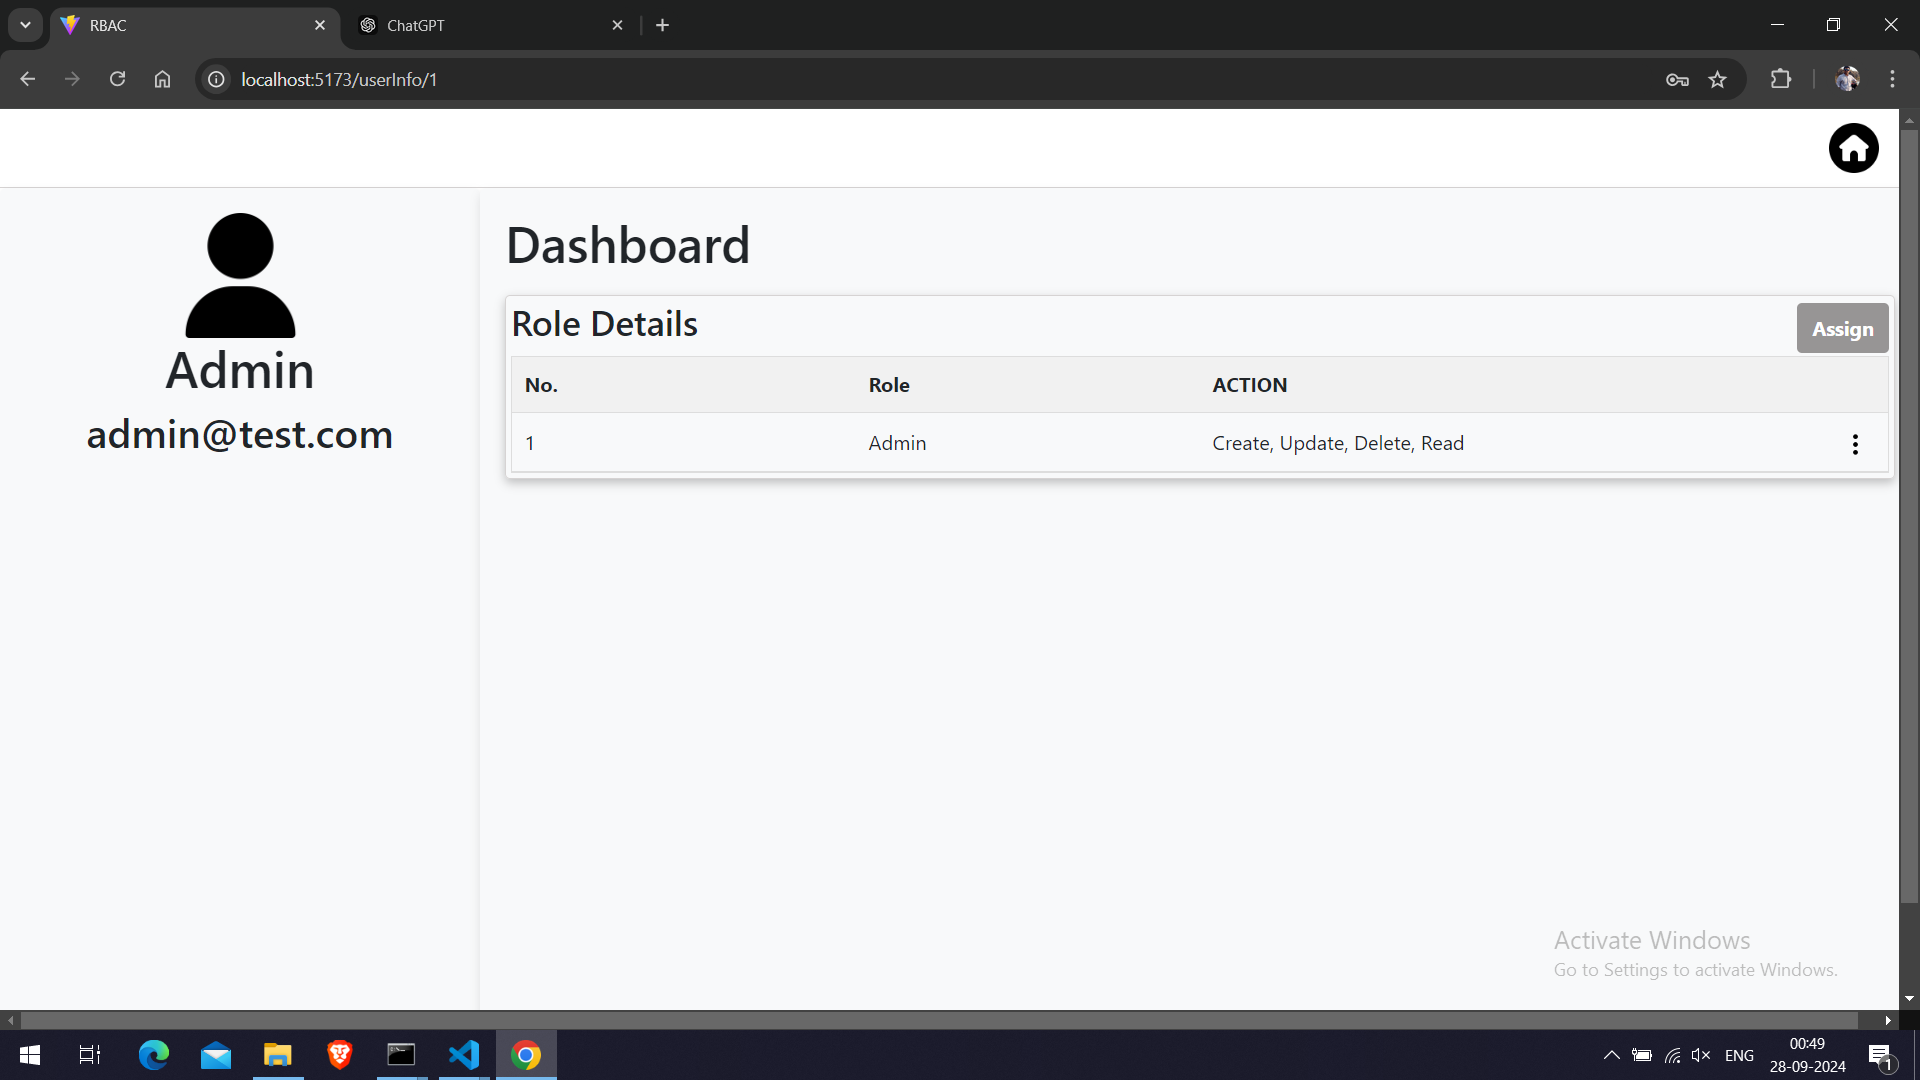 RBAC
ChatGPT
localhost:5173/userInfo/1
Admin
admin@test.com
Dashboard
Role Details
Assign
No. Role ACTION
1 Admin Create, Update, Delete, Read
Activate Windows
Go to Settings to activate Windows.
ENG
00:49
28-09-2024
1